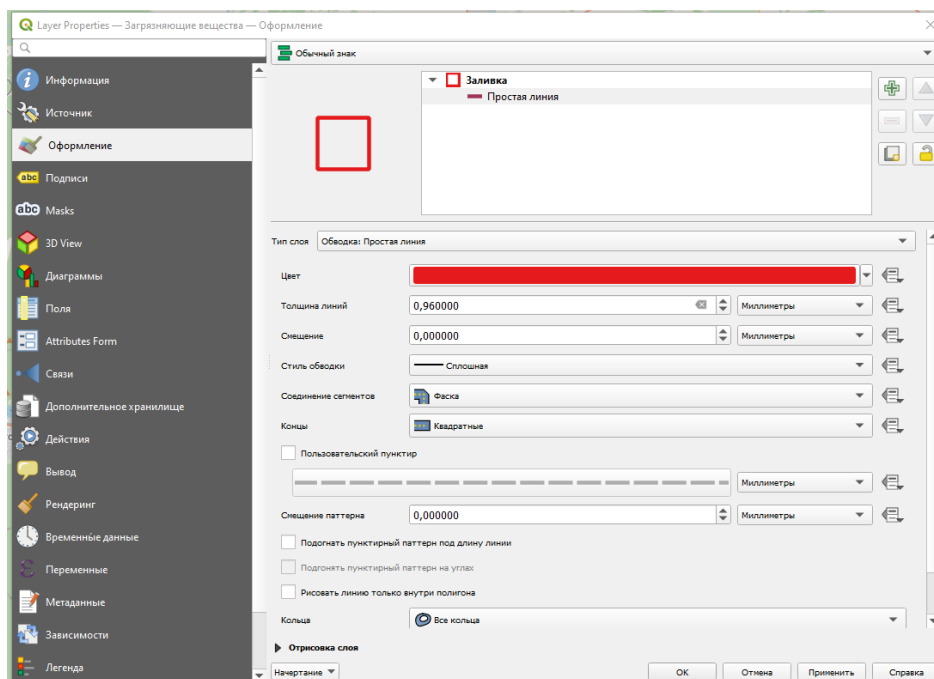 Layer Properties — Загрязняющие вещества — Оформление
Информация
Источник
Оформление
abc Подписи
abc Masks
3D View
Диаграммы
Поля
Attributes Form
Связи
Дополнительное хранилище
Действия
Вывод
Рендеринг
Временны́е данные
Переменные
Метаданные
Зависимости
Легенда
Обычный знак
Заливка
Простая линия
Тип слоя Обводка: Простая линия
Цвет
Толщина линий 0,960000 Миллиметры
Смещение 0,000000 Миллиметры
Стиль обводки Сплошная
Соединение сегментов Фаска
Концы Квадратные
Пользовательский пунктир
Миллиметры
Смещение паттерна 0,000000 Миллиметры
Подогнать пунктирный паттерн под длину линии
Подгонять пунктирный паттерн на углах
Рисовать линию только внутри полигона
Кольца Все кольца
Отрисовка слоя
Начертание OK Отмена Применить Справка